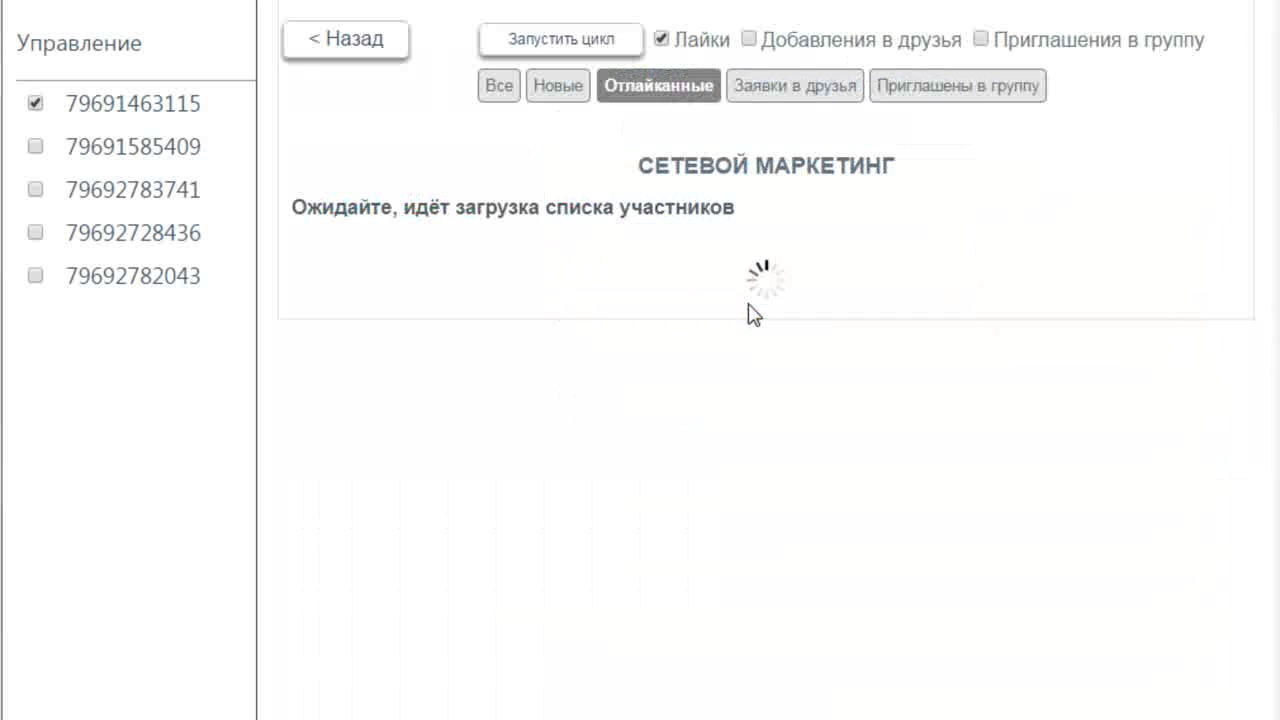 Управление
79691463115
79691585409
79692783741
79692728436
79692782043
< Назад
Запустить цикл
Лайки
Добавления в друзья
Приглашения в группу
Все
Новые
Отлайканные
Заявки в друзья
Приглашены в группу
СЕТЕВОЙ МАРКЕТИНГ
Ожидайте, идёт загрузка списка участников